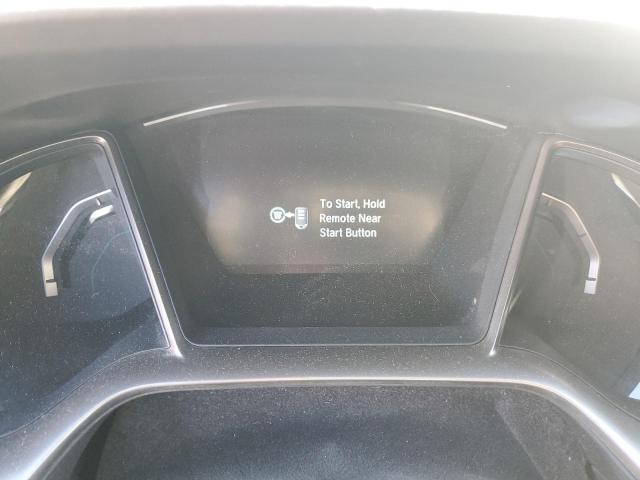 To Start, Hold
Remote Near
Start Button